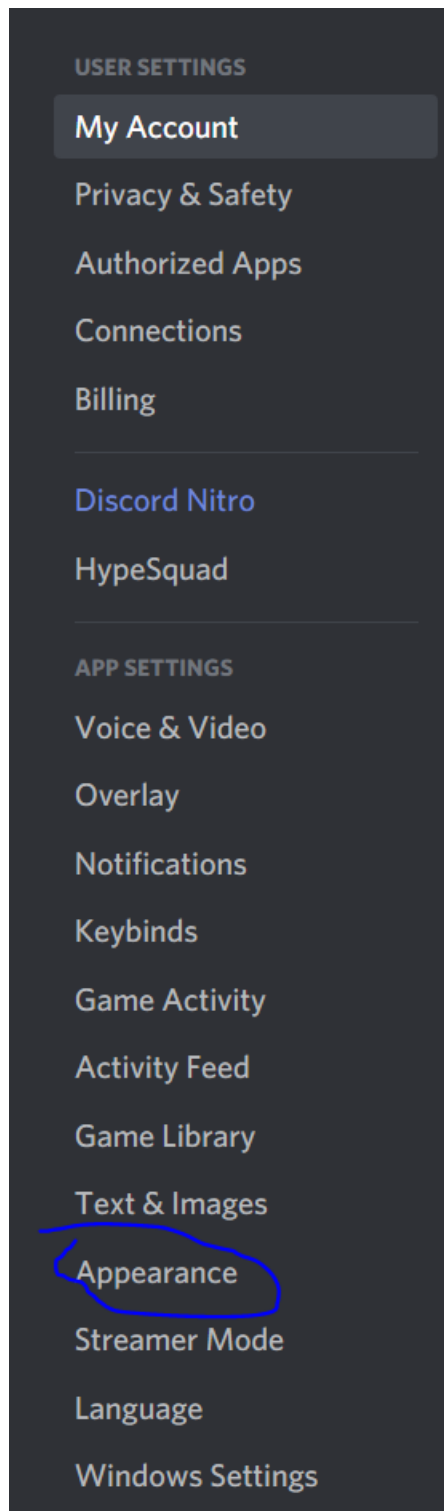 USER SETTINGS
My Account
Privacy & Safety
Authorized Apps
Connections
Billing
Discord Nitro
HypeSquad
APP SETTINGS
Voice & Video
Overlay
Notifications
Keybinds
Game Activity
Activity Feed
Game Library
Text & Images
Appearance
Streamer Mode
Language
Windows Settings